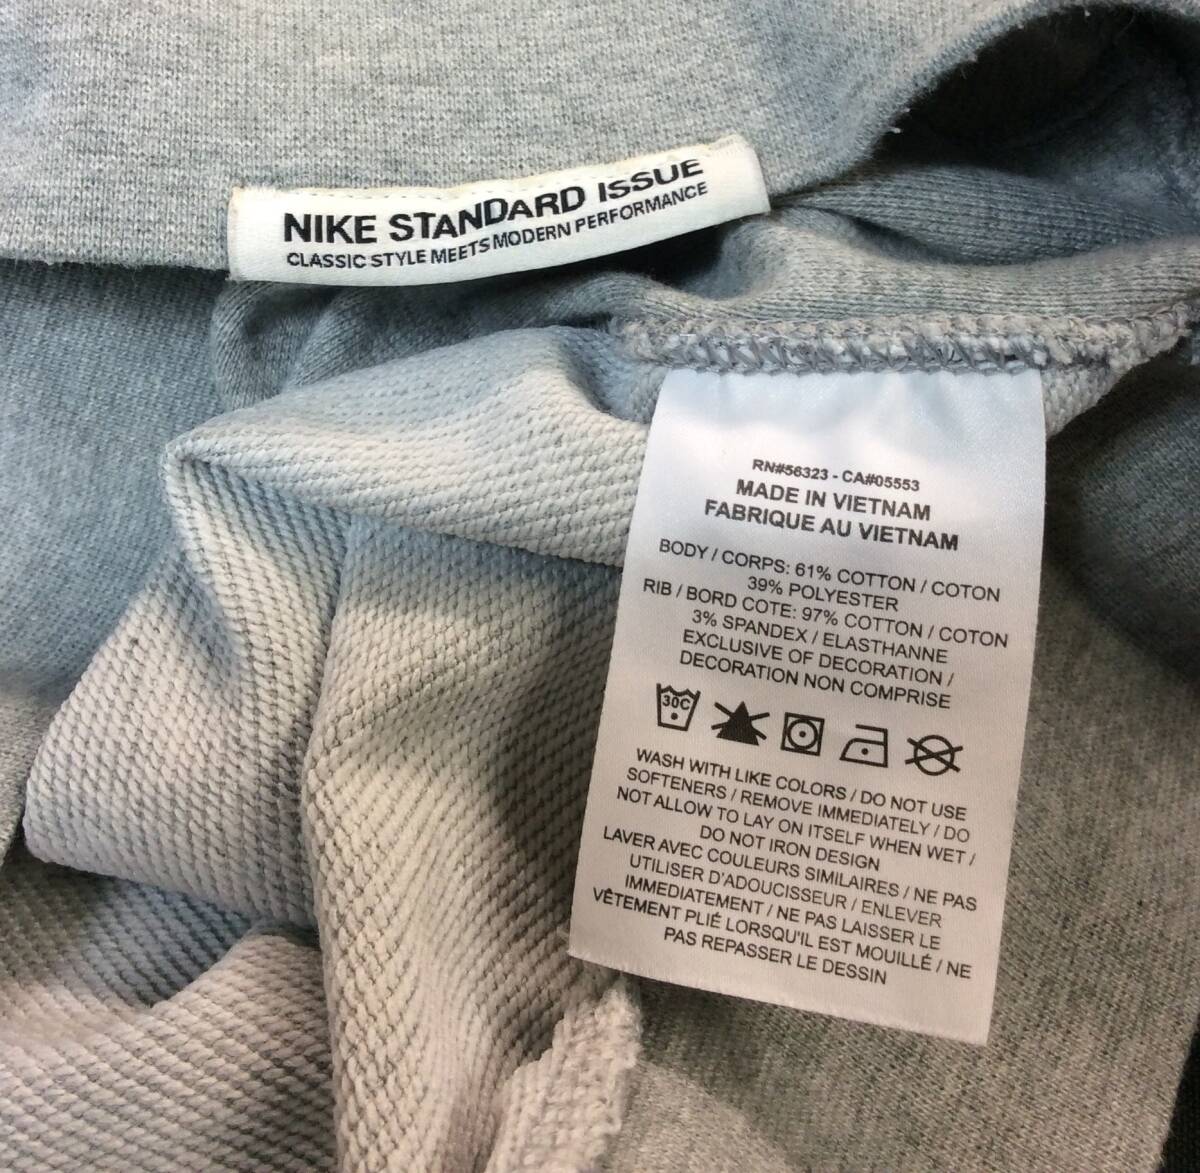 NIKE STANDARD ISSUE
CLASSIC STYLE MEETS MODERN PERFORMANCE
RN#56323 - CA#05553
MADE IN VIETNAM
FABRIQUE AU VIETNAM
BODY / CORPS: 61% COTTON / COTON
39% POLYESTER
RIB / BORD COTE: 97% COTTON / COTON
3% SPANDEX / ELASTHANNE
EXCLUSIVE OF DECORATION /
DECORATION NON COMPRISE
30C
WASH WITH LIKE COLORS / DO NOT USE
SOFTENERS / REMOVE IMMEDIATELY / DO
NOT ALLOW TO LAY ON ITSELF WHEN WET /
DO NOT IRON DESIGN
LAVER AVEC COULEURS SIMILAIRES / NE PAS
UTILISER D'ADOUCISSEUR / ENLEVER
IMMEDIATEMENT / NE PAS LAISSER LE
VÊTEMENT PLIÉ LORSQU'IL EST MOUILLÉ / NE
PAS REPASSER LE DESSIN